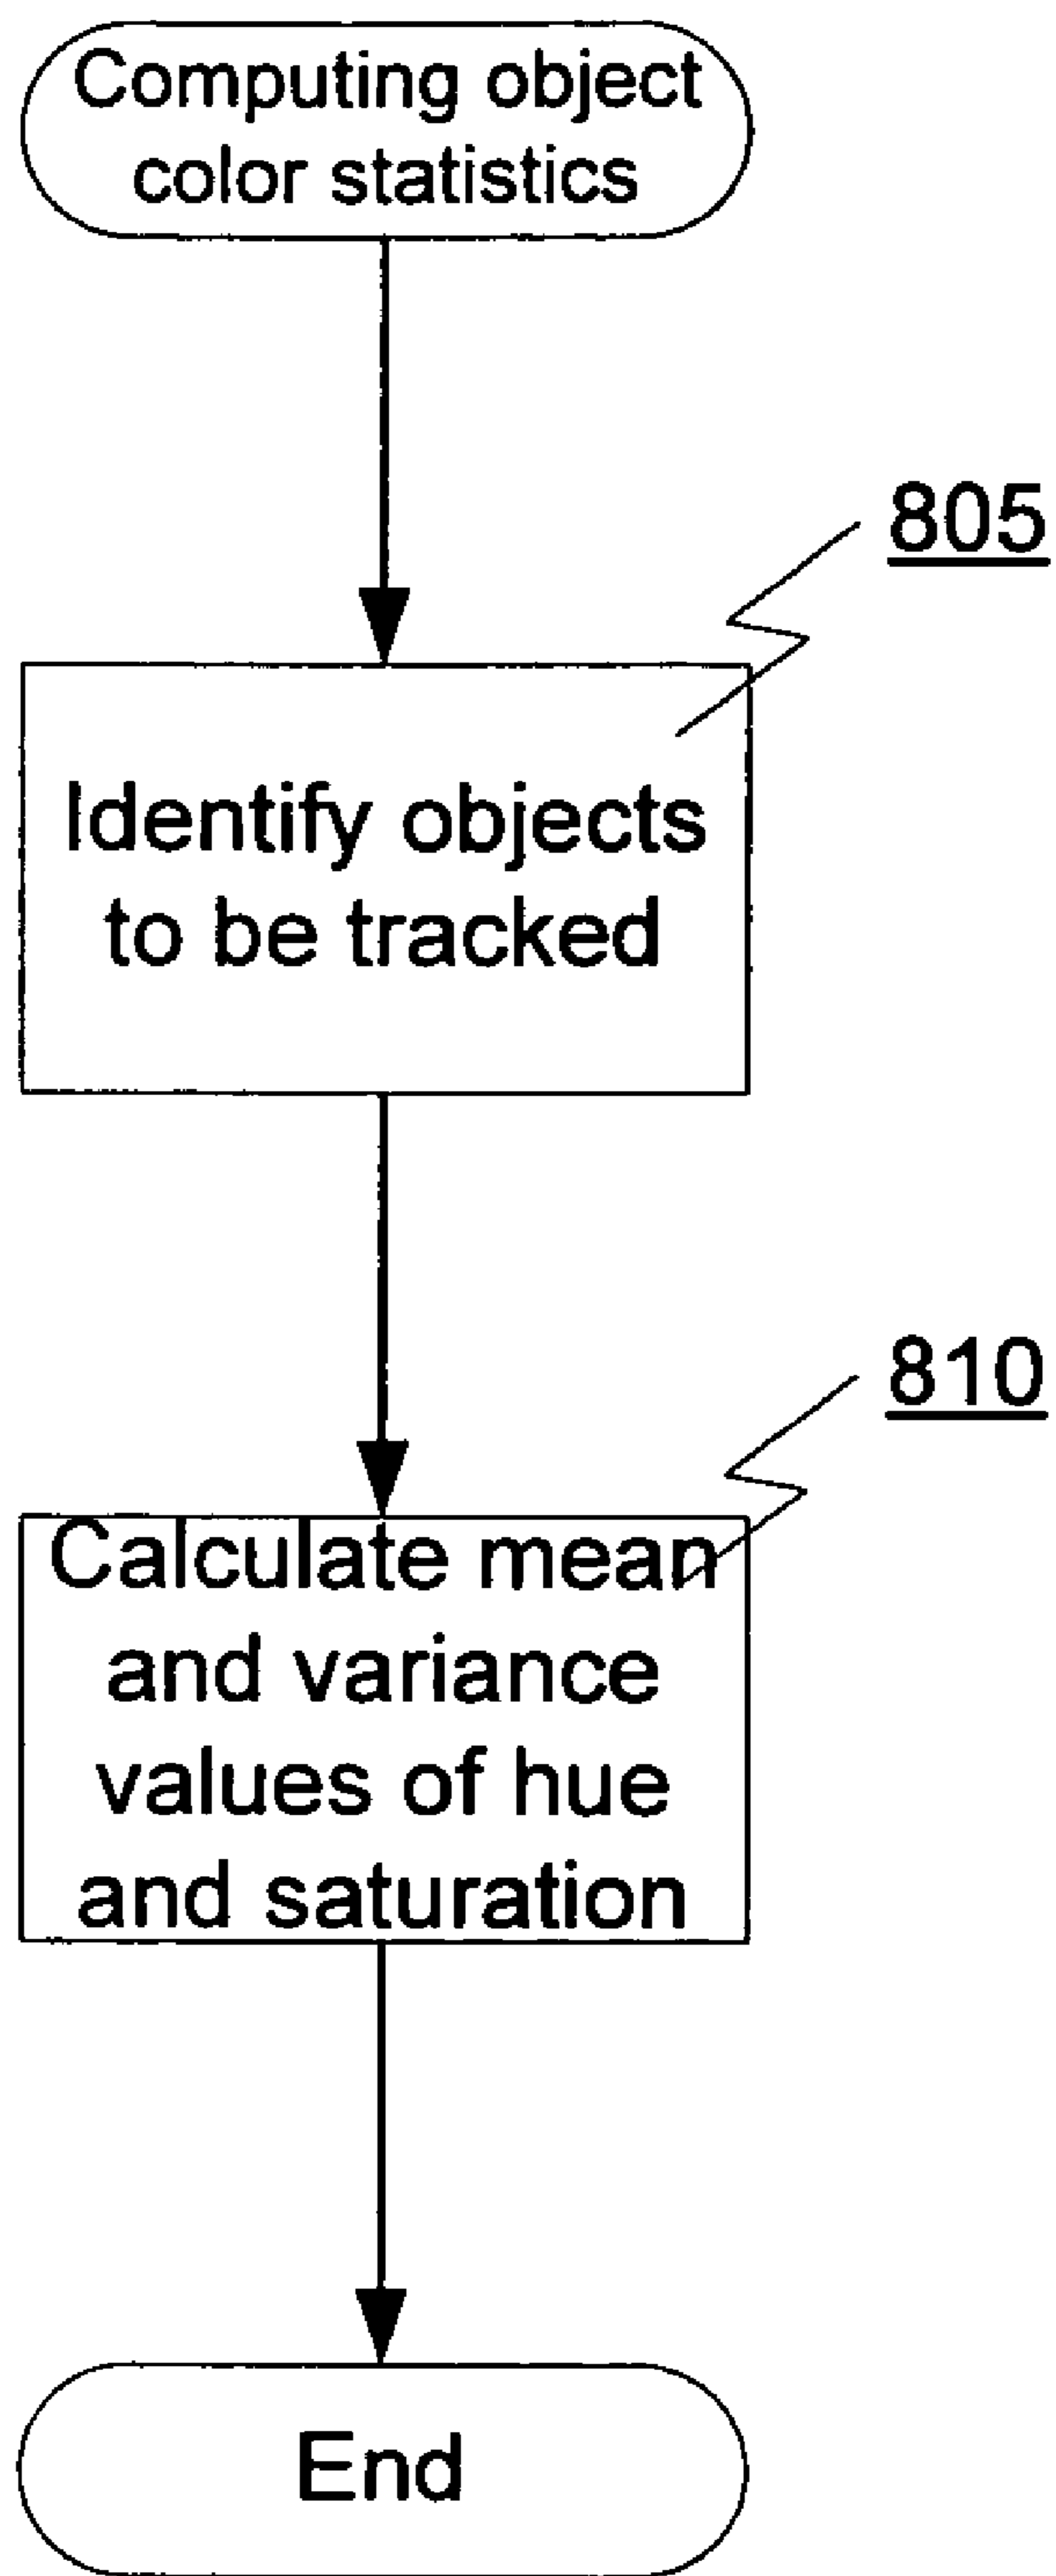 Computing object
color statistics
805
Identify objects
to be tracked
810
Calculate mean
and variance
values of hue
and saturation
End